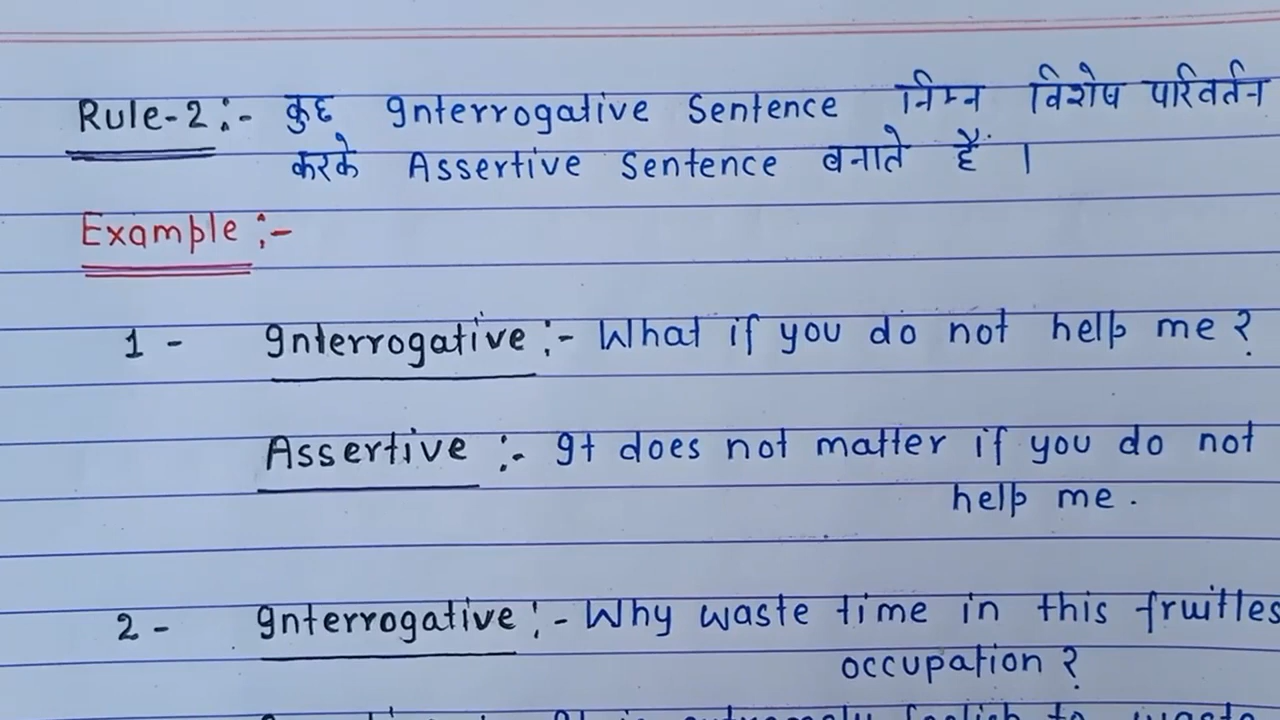 Rule-2:- कुछ Interrogative Sentence निम्न विशेष परिवर्तन
करके Assertive Sentence बनाते हैं ।
Example :-
1 - Interrogative :- What if you do not help me ?
Assertive :- It does not matter if you do not
help me .
2 - Interrogative :- Why waste time in this fruitles
occupation ?